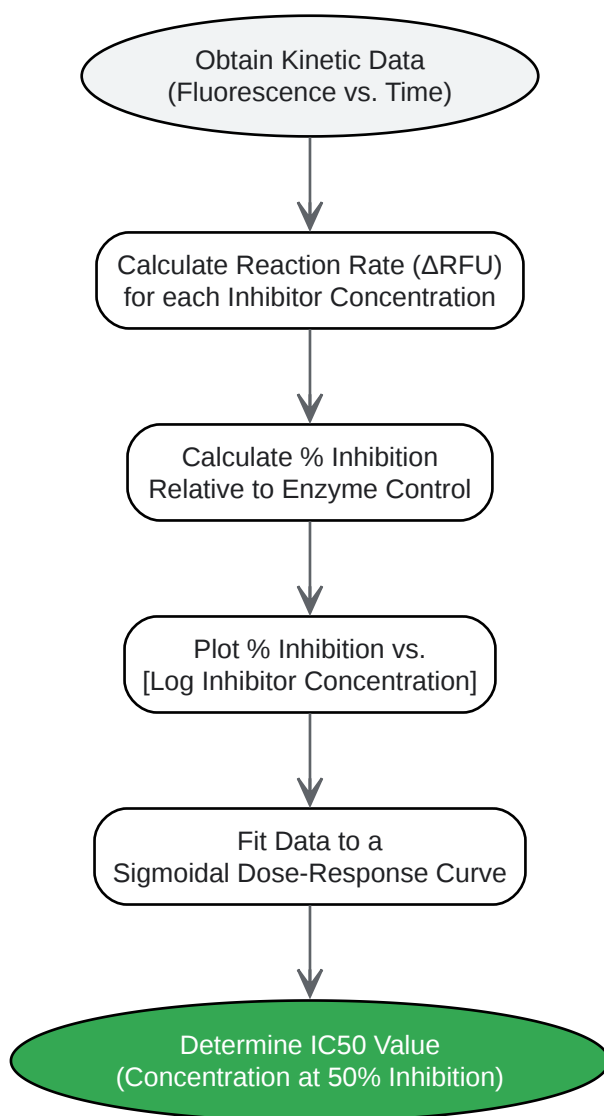 Obtain Kinetic Data
(Fluorescence vs. Time)
Calculate Reaction Rate (ΔRFU)
for each Inhibitor Concentration
Calculate % Inhibition
Relative to Enzyme Control
Plot % Inhibition vs.
[Log Inhibitor Concentration]
Fit Data to a
Sigmoidal Dose-Response Curve
Determine IC50 Value
(Concentration at 50% Inhibition)